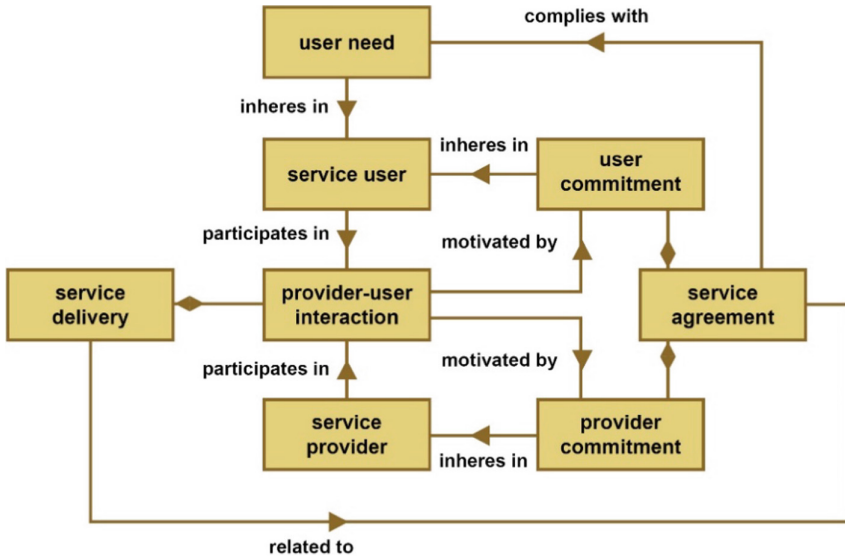 complies with
user need
inheres in
inheres in
user
commitment
service user
participates in
motivated by
service
delivery
provider-user
interaction
service
agreement
participates in
motivated by
service
provider
provider
commitment
inheres in
related to